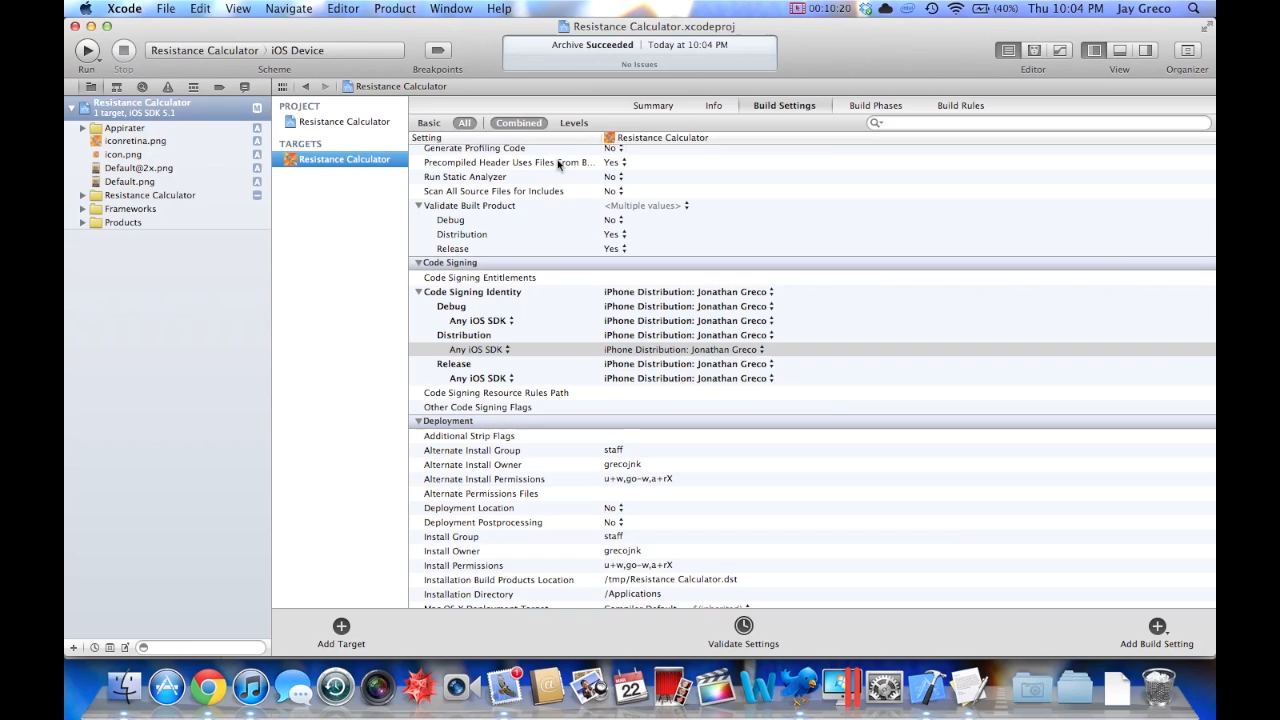 Xcode File Edit View Navigate Editor Product Window Help 00:10:20 (40%) Thu 10:04 PM Jay Greco
Resistance Calculator.xcodeproj
Resistance Calculator iOS Device
Archive Succeeded Today at 10:04 PM
No Issues
Run Stop Scheme Breakpoints Editor View Organizer
Resistance Calculator M
1 target, iOS SDK 5.1
Appirater A
iconretina.png A
icon.png A
Default@2x.png A
Default.png A
Resistance Calculator
Frameworks
Products
Resistance Calculator
PROJECT
Resistance Calculator
TARGETS
Resistance Calculator
Summary Info Build Settings Build Phases Build Rules
Basic All Combined Levels
Setting Resistance Calculator
Generate Profiling Code No
Precompiled Header Uses Files From B... Yes
Run Static Analyzer No
Scan All Source Files for Includes No
Validate Built Product <Multiple values>
Debug No
Distribution Yes
Release Yes
Code Signing
Code Signing Entitlements
Code Signing Identity iPhone Distribution: Jonathan Greco
Debug iPhone Distribution: Jonathan Greco
Any iOS SDK iPhone Distribution: Jonathan Greco
Distribution iPhone Distribution: Jonathan Greco
Any iOS SDK iPhone Distribution: Jonathan Greco
Release iPhone Distribution: Jonathan Greco
Any iOS SDK iPhone Distribution: Jonathan Greco
Code Signing Resource Rules Path
Other Code Signing Flags
Deployment
Additional Strip Flags
Alternate Install Group staff
Alternate Install Owner grecojnk
Alternate Install Permissions u+w,go-w,a+rX
Alternate Permissions Files
Deployment Location No
Deployment Postprocessing No
Install Group staff
Install Owner grecojnk
Install Permissions u+w,go-w,a+rX
Installation Build Products Location /tmp/Resistance Calculator.dst
Installation Directory /Applications
Add Target Validate Settings Add Build Setting
1
MAR
22